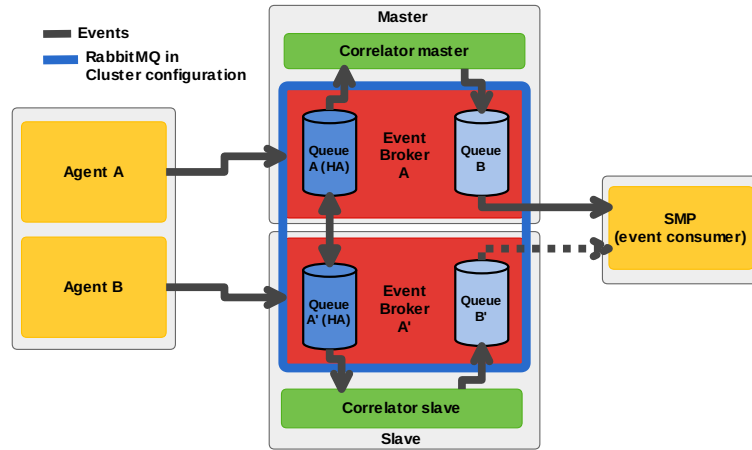 Events
RabbitMQ in
Cluster configuration
Master
Correlator master
Queue
A (HA)
Event
Broker
A
Queue
B
Agent A
Agent B
SMP
(event consumer)
Queue
A' (HA)
Event
Broker
A'
Queue
B'
Correlator slave
Slave